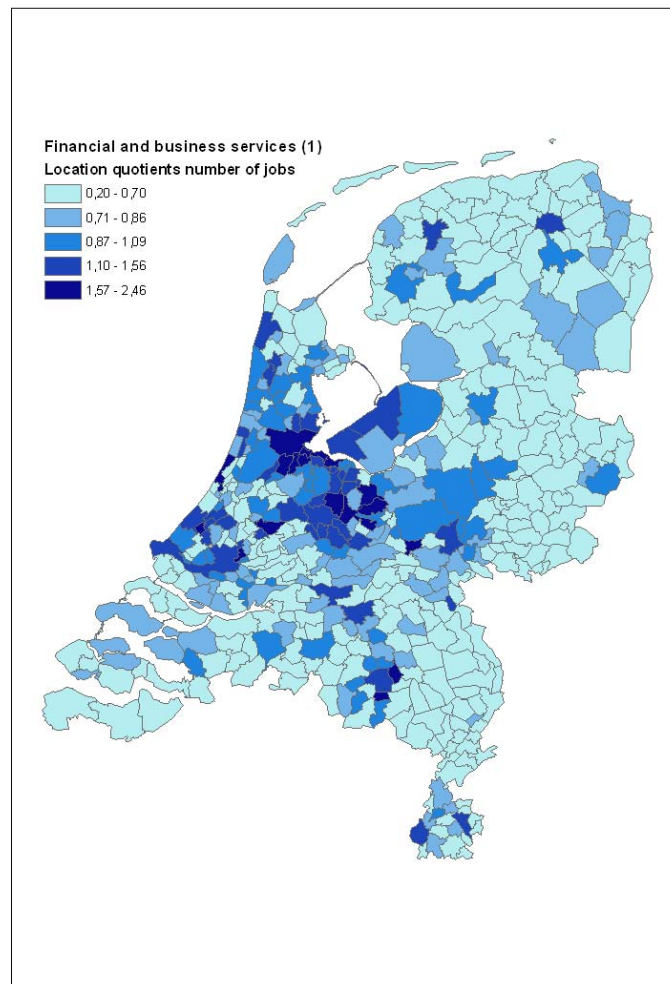 Financial and business services (1)
Location quotients number of jobs
0,20 - 0,70
0,71 - 0,86
0,87 - 1,09
1,10 - 1,56
1,57 - 2,46